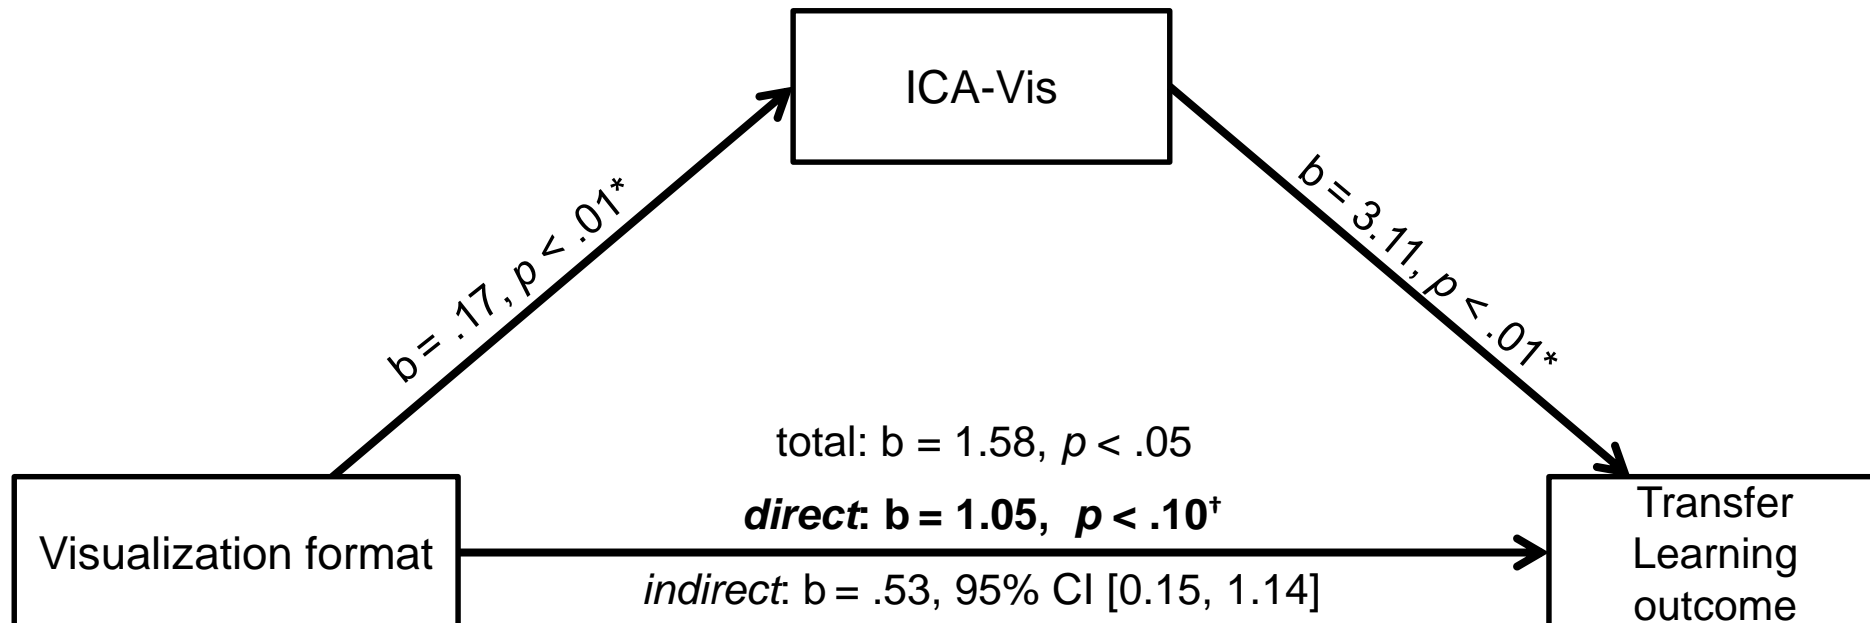 ICA-Vis
b = .17, p < .01*
b = 3.11, p < .01*
total: b = 1.58, p < .05
direct: b = 1.05, p < .10†
indirect: b = .53, 95% CI [0.15, 1.14]
Visualization format
Transfer
Learning
outcome